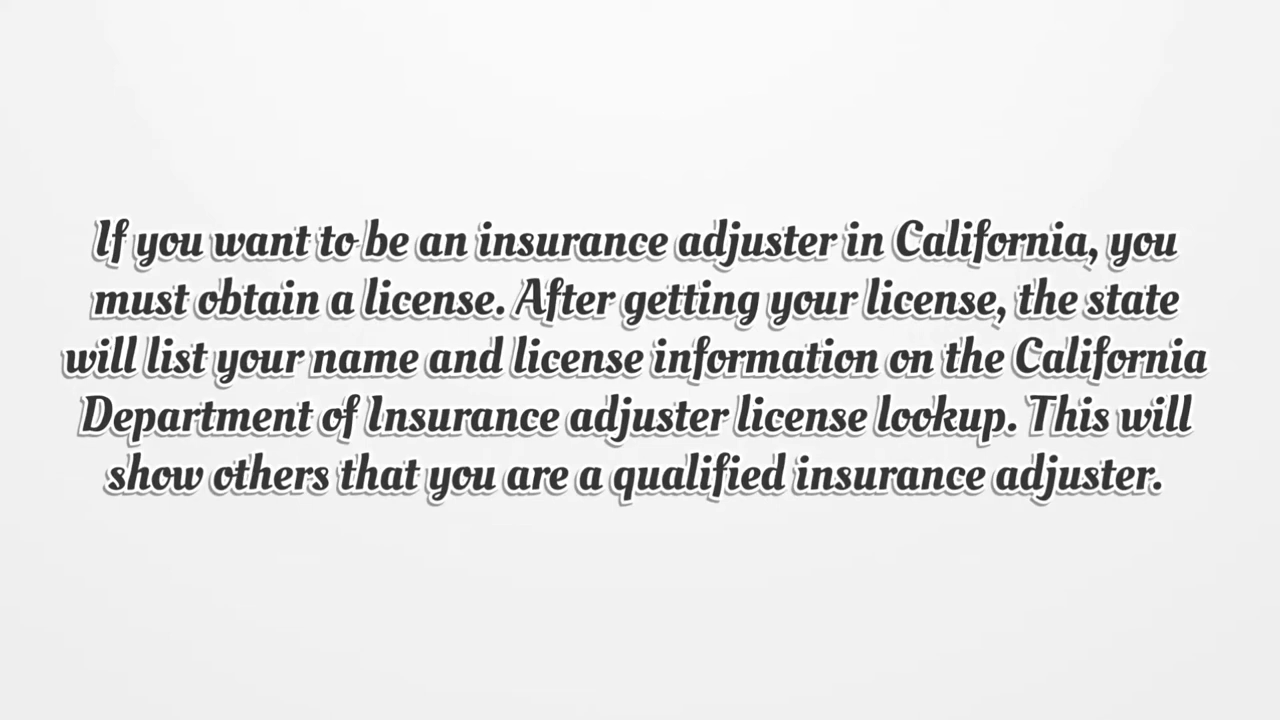 If you want to be an insurance adjuster in California, you
must obtain a license. After getting your license, the state
will list your name and license information on the California
Department of Insurance adjuster license lookup. This will
show others that you are a qualified insurance adjuster.